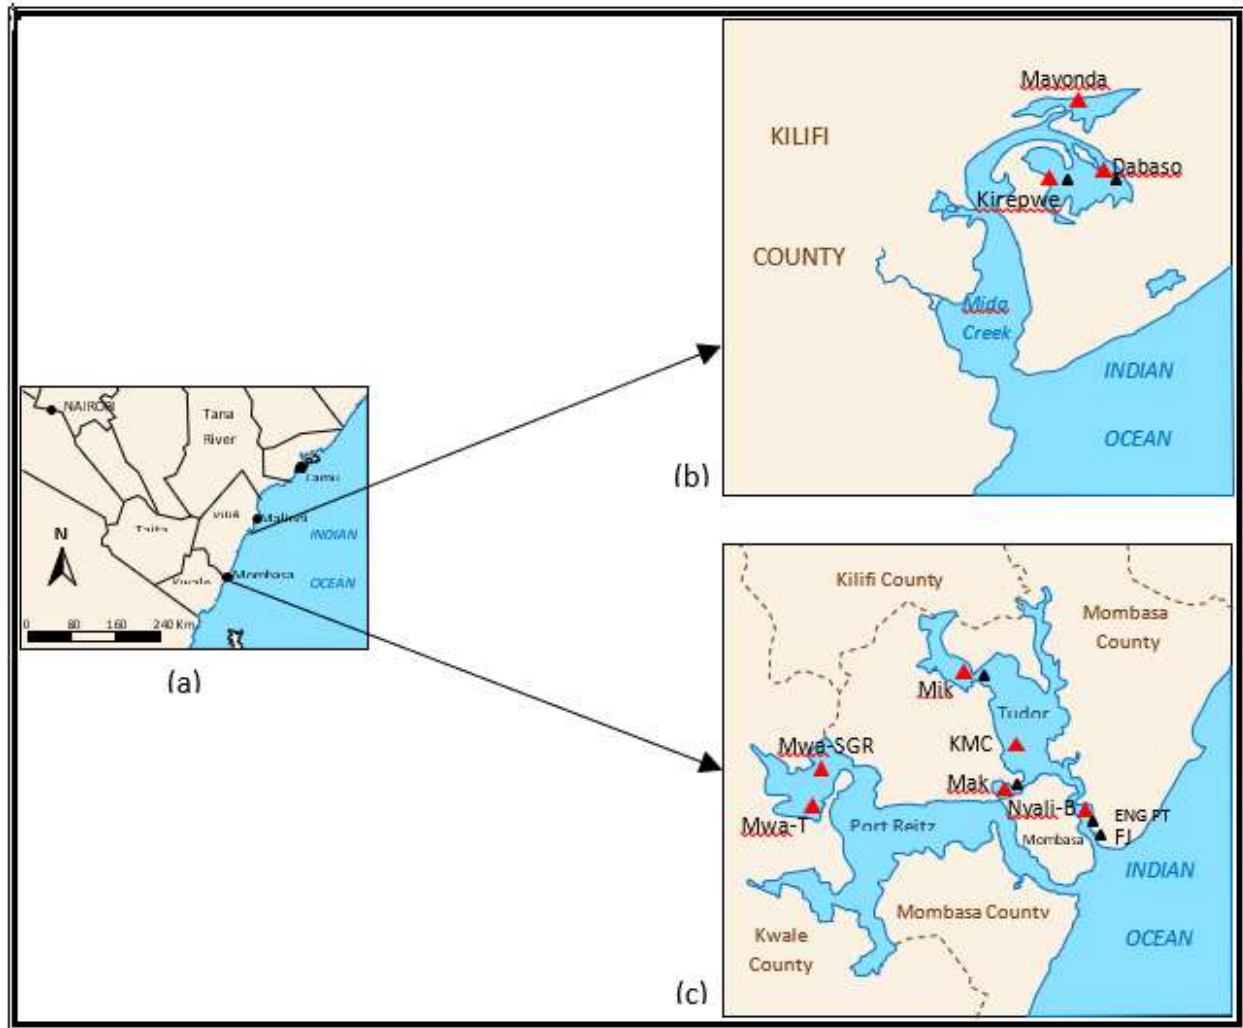 Mayonda
KILIFI
Dabaso
Kirepwe
COUNTY
Mida
Creek
INDIAN
OCEAN
(b)
NAIROBI
Tana
River
Lamu
Malindi
Taita
INDIAN
N
Kwale
Mombasa
OCEAN
0 80 160 240 Km
(a)
Kilifi County
Mombasa
County
Mik
Tudor
Mwa-SGR
KMC
Mak
Nyali-B
ENG PT
Mwa-T
Port Reitz
FJ
Mombasa
INDIAN
Mombasa County
Kwale
County
OCEAN
(c)